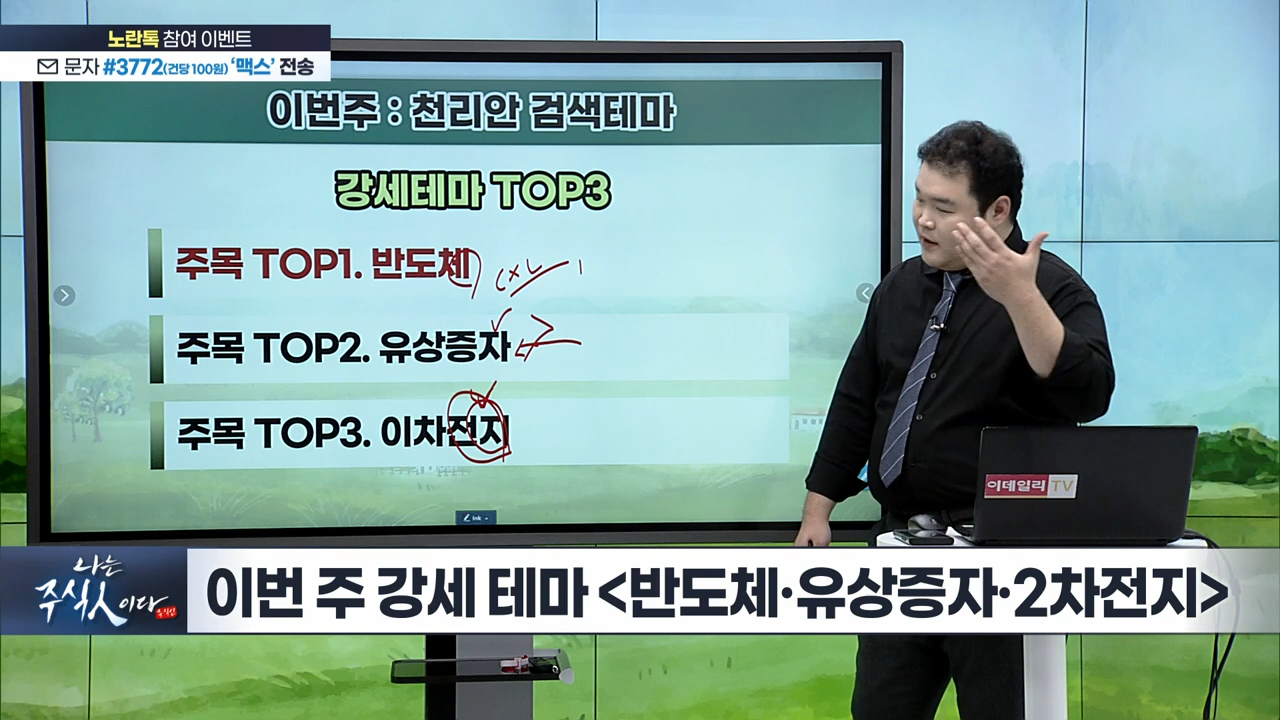 노란톡 참여 이벤트
문자 #3772(건당 100원) ‘맥스’ 전송
이번주 : 천리안 검색테마
강세테마 TOP3
주목 TOP1. 반도체
CXL
주목 TOP2. 유상증자
주목 TOP3. 이차전지
Ink
이데일리TV
나는
주식人이다
이번 주 강세 테마 <반도체·유상증자·2차전지>